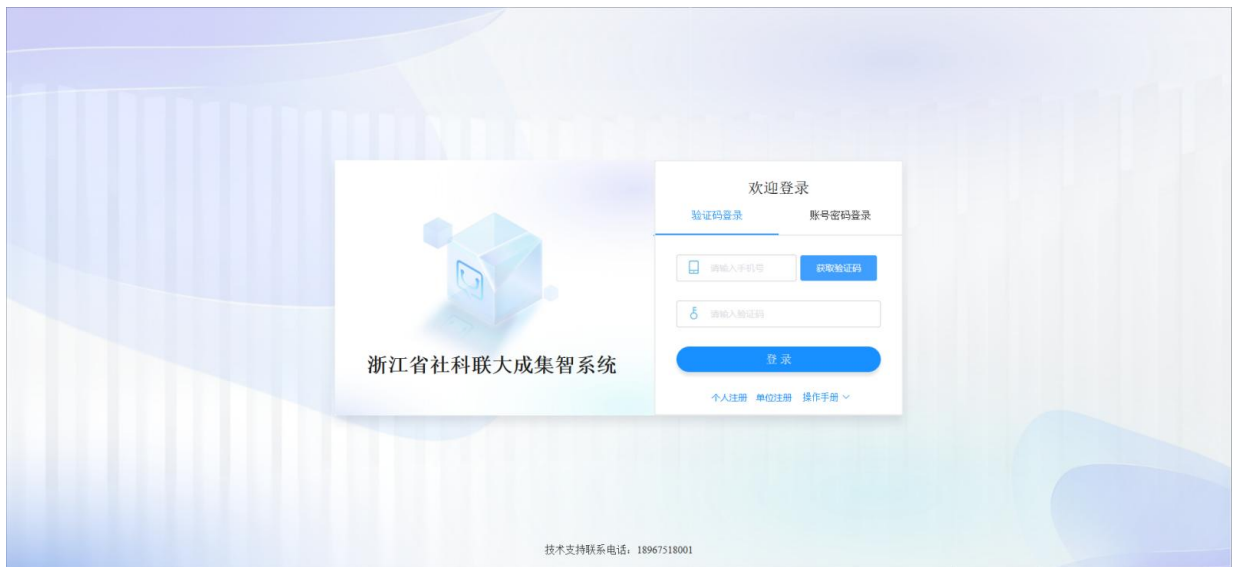 欢迎登录
验证码登录 账号密码登录
请输入手机号 获取验证码
请输入验证码
浙江省社科联大成集智系统
登 录
个人注册 单位注册 操作手册
技术支持联系电话：18967518001